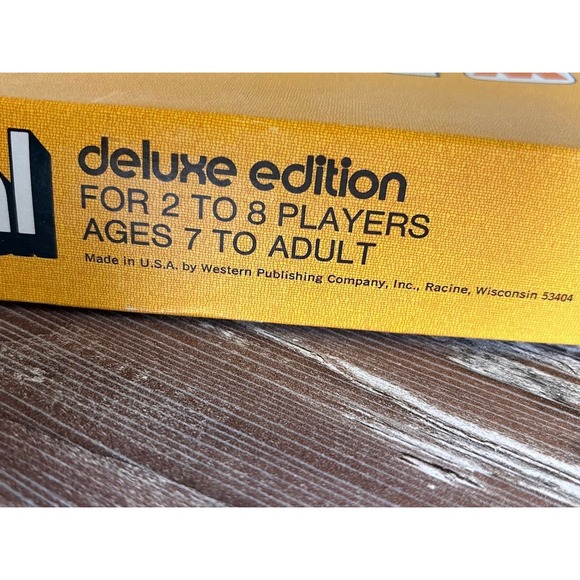 deluxe edition
FOR 2 TO 8 PLAYERS
AGES 7 TO ADULT
Made in U.S.A. by Western Publishing Company, Inc., Racine, Wisconsin 53404